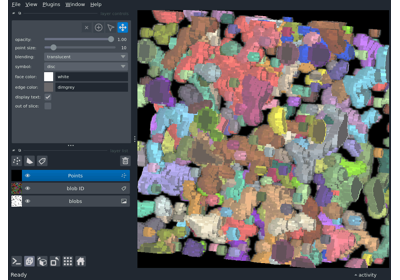 File View Plugins Window Help
opacity: 1.00
point size: 10
blending: translucent
symbol: disc
face color: white
edge color: dimgrey
display text:
out of slice:
Points
blob ID
blobs
Ready
activity